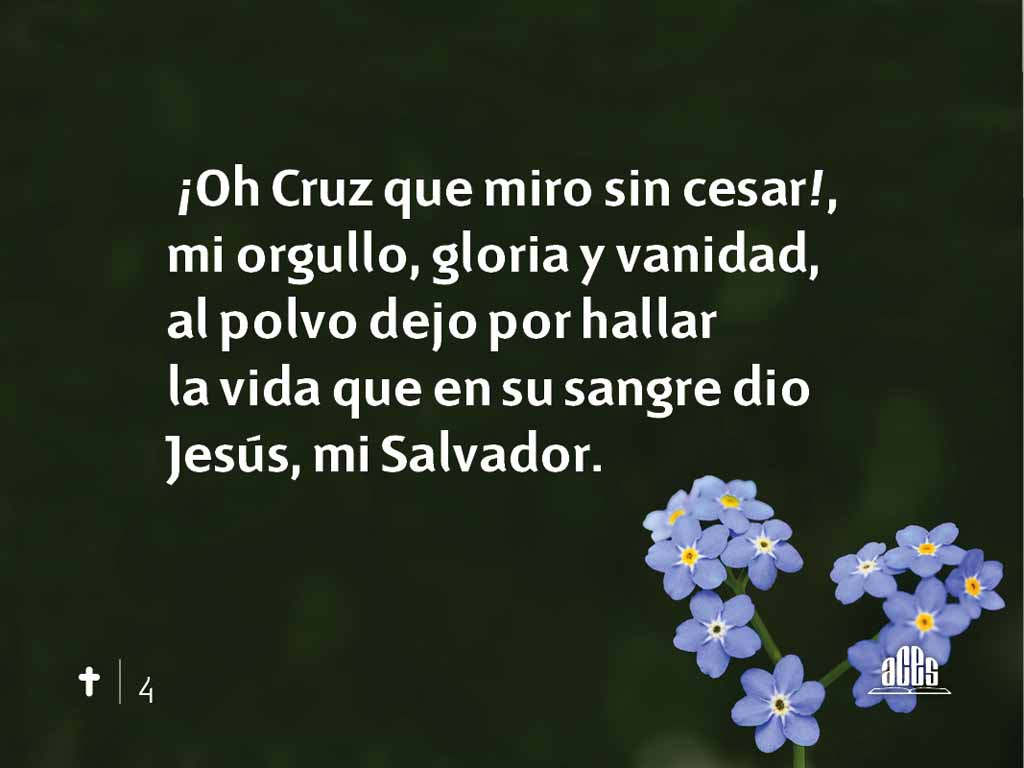 ¡Oh Cruz que miro sin cesar!,
mi orgullo, gloria y vanidad,
al polvo dejo por hallar
la vida que en su sangre dio
Jesús, mi Salvador.
4
aces